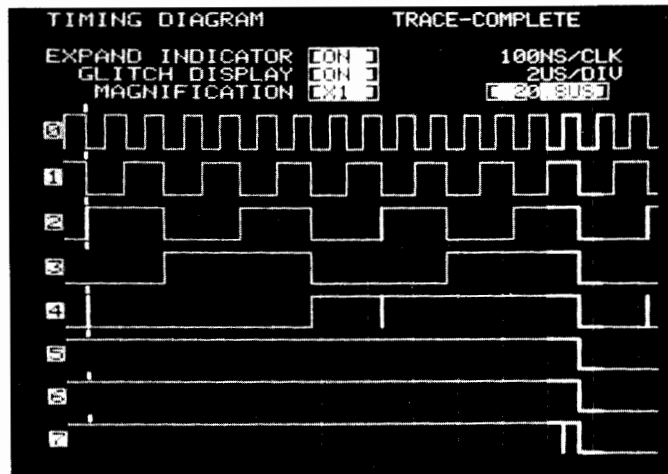 TIMING DIAGRAM TRACE-COMPLETE
EXPAND INDICATOR [ON ] 100NS/CLK
GLITCH DISPLAY [ON ] 2US/DIV
MAGNIFICATION [X1 ] [ 20.8US]
0
1
2
3
4
5
6
7